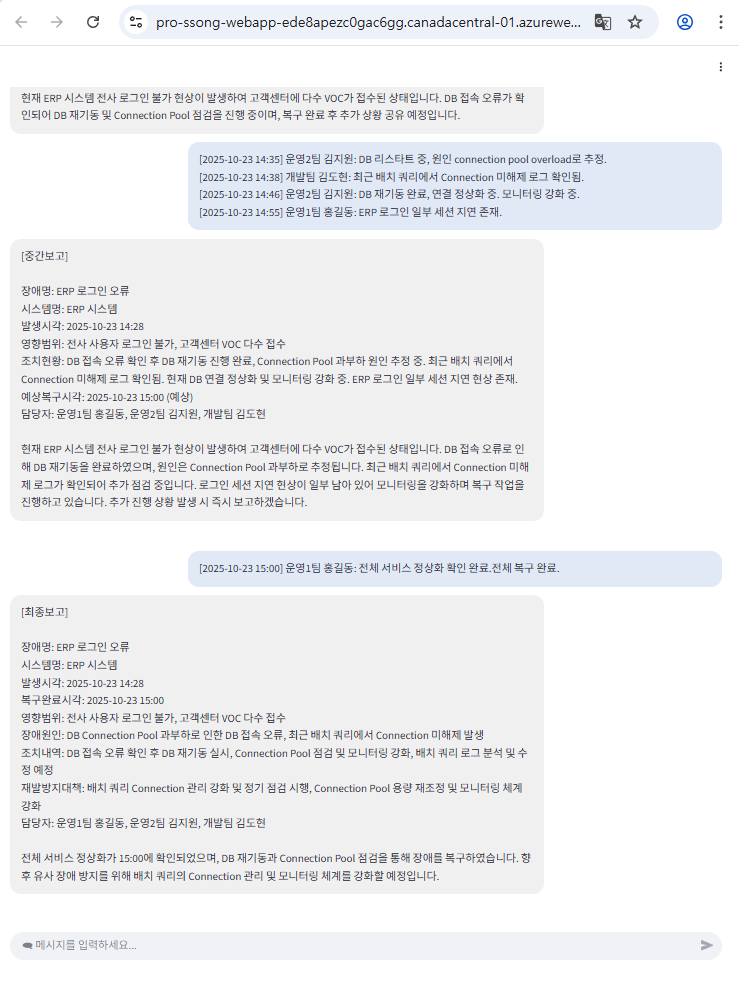 pro-ssong-webapp-ede8apezc0gac6gg.canadacentral-01.azurewe...
현재 ERP 시스템 전사 로그인 불가 현상이 발생하여 고객센터에 다수 VOC가 접수된 상태입니다. DB 접속 오류가 확
인되어 DB 재기동 및 Connection Pool 점검을 진행 중이며, 복구 완료 후 추가 상황 공유 예정입니다.
[2025-10-23 14:35] 운영2팀 김지원: DB 리스타트 중, 원인 connection pool overload로 추정.
[2025-10-23 14:38] 개발팀 김도현: 최근 배치 쿼리에서 Connection 미해제 로그 확인됨.
[2025-10-23 14:46] 운영2팀 김지원: DB 재기동 완료, 연결 정상화 중. 모니터링 강화 중.
[2025-10-23 14:55] 운영1팀 홍길동: ERP 로그인 일부 세션 지연 존재.
[중간보고]
장애명: ERP 로그인 오류
시스템명: ERP 시스템
발생시각: 2025-10-23 14:28
영향범위: 전사 사용자 로그인 불가, 고객센터 VOC 다수 접수
조치현황: DB 접속 오류 확인 후 DB 재기동 진행 완료, Connection Pool 과부하 원인 추정 중. 최근 배치 쿼리에서
Connection 미해제 로그 확인됨. 현재 DB 연결 정상화 및 모니터링 강화 중. ERP 로그인 일부 세션 지연 현상 존재.
예상복구시각: 2025-10-23 15:00 (예상)
담당자: 운영1팀 홍길동, 운영2팀 김지원, 개발팀 김도현
현재 ERP 시스템 전사 로그인 불가 현상이 발생하여 고객센터에 다수 VOC가 접수된 상태입니다. DB 접속 오류로 인
해 DB 재기동을 완료하였으며, 원인은 Connection Pool 과부하로 추정됩니다. 최근 배치 쿼리에서 Connection 미해
제 로그가 확인되어 추가 점검 중입니다. 로그인 세션 지연 현상이 일부 남아 있어 모니터링을 강화하며 복구 작업을
진행하고 있습니다. 추가 진행 상황 발생 시 즉시 보고하겠습니다.
[2025-10-23 15:00] 운영1팀 홍길동: 전체 서비스 정상화 확인 완료.전체 복구 완료.
[최종보고]
장애명: ERP 로그인 오류
시스템명: ERP 시스템
발생시각: 2025-10-23 14:28
복구완료시각: 2025-10-23 15:00
영향범위: 전사 사용자 로그인 불가, 고객센터 VOC 다수 접수
장애원인: DB Connection Pool 과부하로 인한 DB 접속 오류, 최근 배치 쿼리에서 Connection 미해제 발생
조치내역: DB 접속 오류 확인 후 DB 재기동 실시, Connection Pool 점검 및 모니터링 강화, 배치 쿼리 로그 분석 및 수
정 예정
재발방지대책: 배치 쿼리 Connection 관리 강화 및 정기 점검 시행, Connection Pool 용량 재조정 및 모니터링 체계
강화
담당자: 운영1팀 홍길동, 운영2팀 김지원, 개발팀 김도현
전체 서비스 정상화가 15:00에 확인되었으며, DB 재기동과 Connection Pool 점검을 통해 장애를 복구하였습니다. 향
후 유사 장애 방지를 위해 배치 쿼리의 Connection 관리 및 모니터링 체계를 강화할 예정입니다.
메시지를 입력하세요...